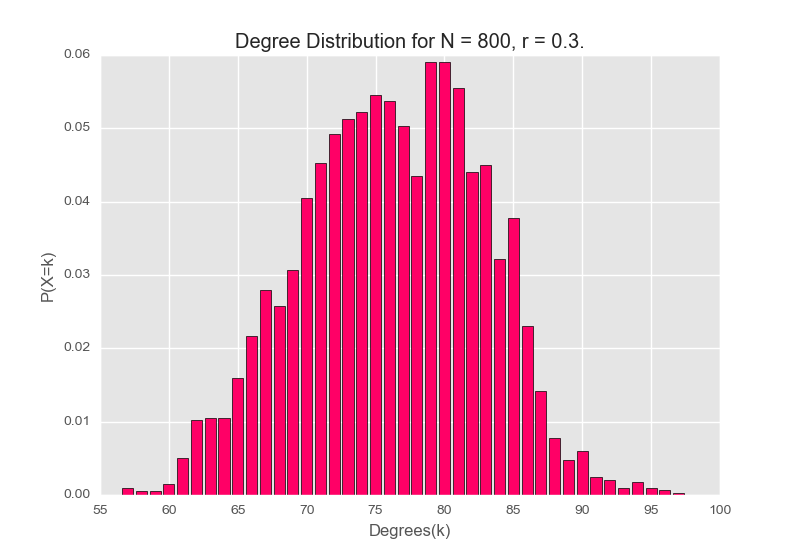 Degree Distribution for N = 800, r = 0.3.
0.06
0.05
0.04
0.03
0.02
0.01
0.00
P(X=k)
55 60 65 70 75 80 85 90 95 100
Degrees(k)